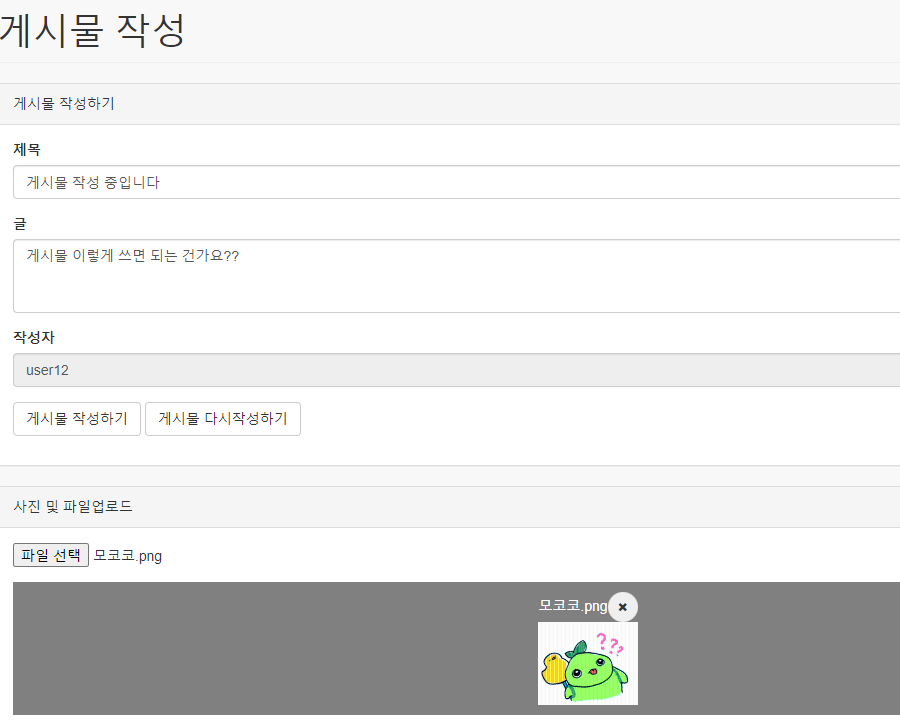 게시물 작성
게시물 작성하기
제목
게시물 작성 중입니다
글
게시물 이렇게 쓰면 되는 건가요??
작성자
user12
게시물 작성하기 게시물 다시작성하기
사진 및 파일업로드
파일 선택 모코코.png
모코코.png ×
???